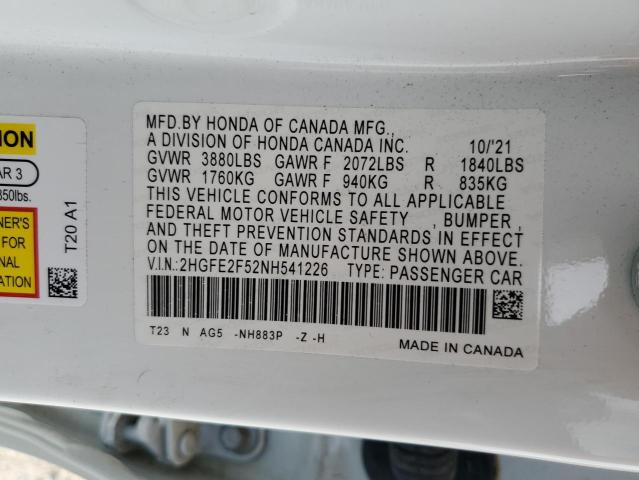 MFD.BY HONDA OF CANADA MFG.,
A DIVISION OF HONDA CANADA INC. 10/'21
GVWR 3880LBS GAWR F 2072LBS R 1840LBS
GVWR 1760KG GAWR F 940KG R 835KG
THIS VEHICLE CONFORMS TO ALL APPLICABLE
FEDERAL MOTOR VEHICLE SAFETY , BUMPER ,
AND THEFT PREVENTION STANDARDS IN EFFECT
ON THE DATE OF MANUFACTURE SHOWN ABOVE.
V.I.N.:2HGFE2F52NH541226 TYPE: PASSENGER CAR
T23 N AG5 -NH883P -Z -H
MADE IN CANADA
ION
AR 3
350lbs.
NER'S
FOR
ONAL
ATION
T20 A1